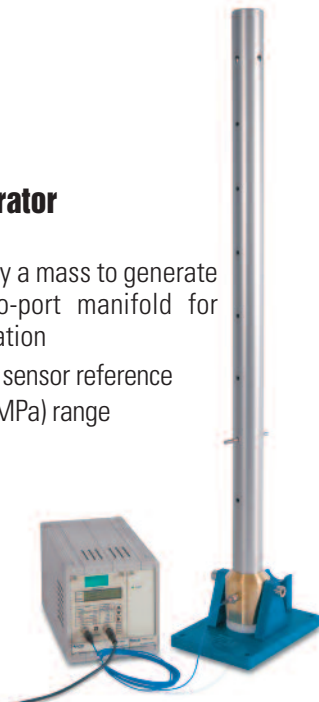 rator
y a mass to generate
o-port manifold for
ation
sensor reference
MPa) range